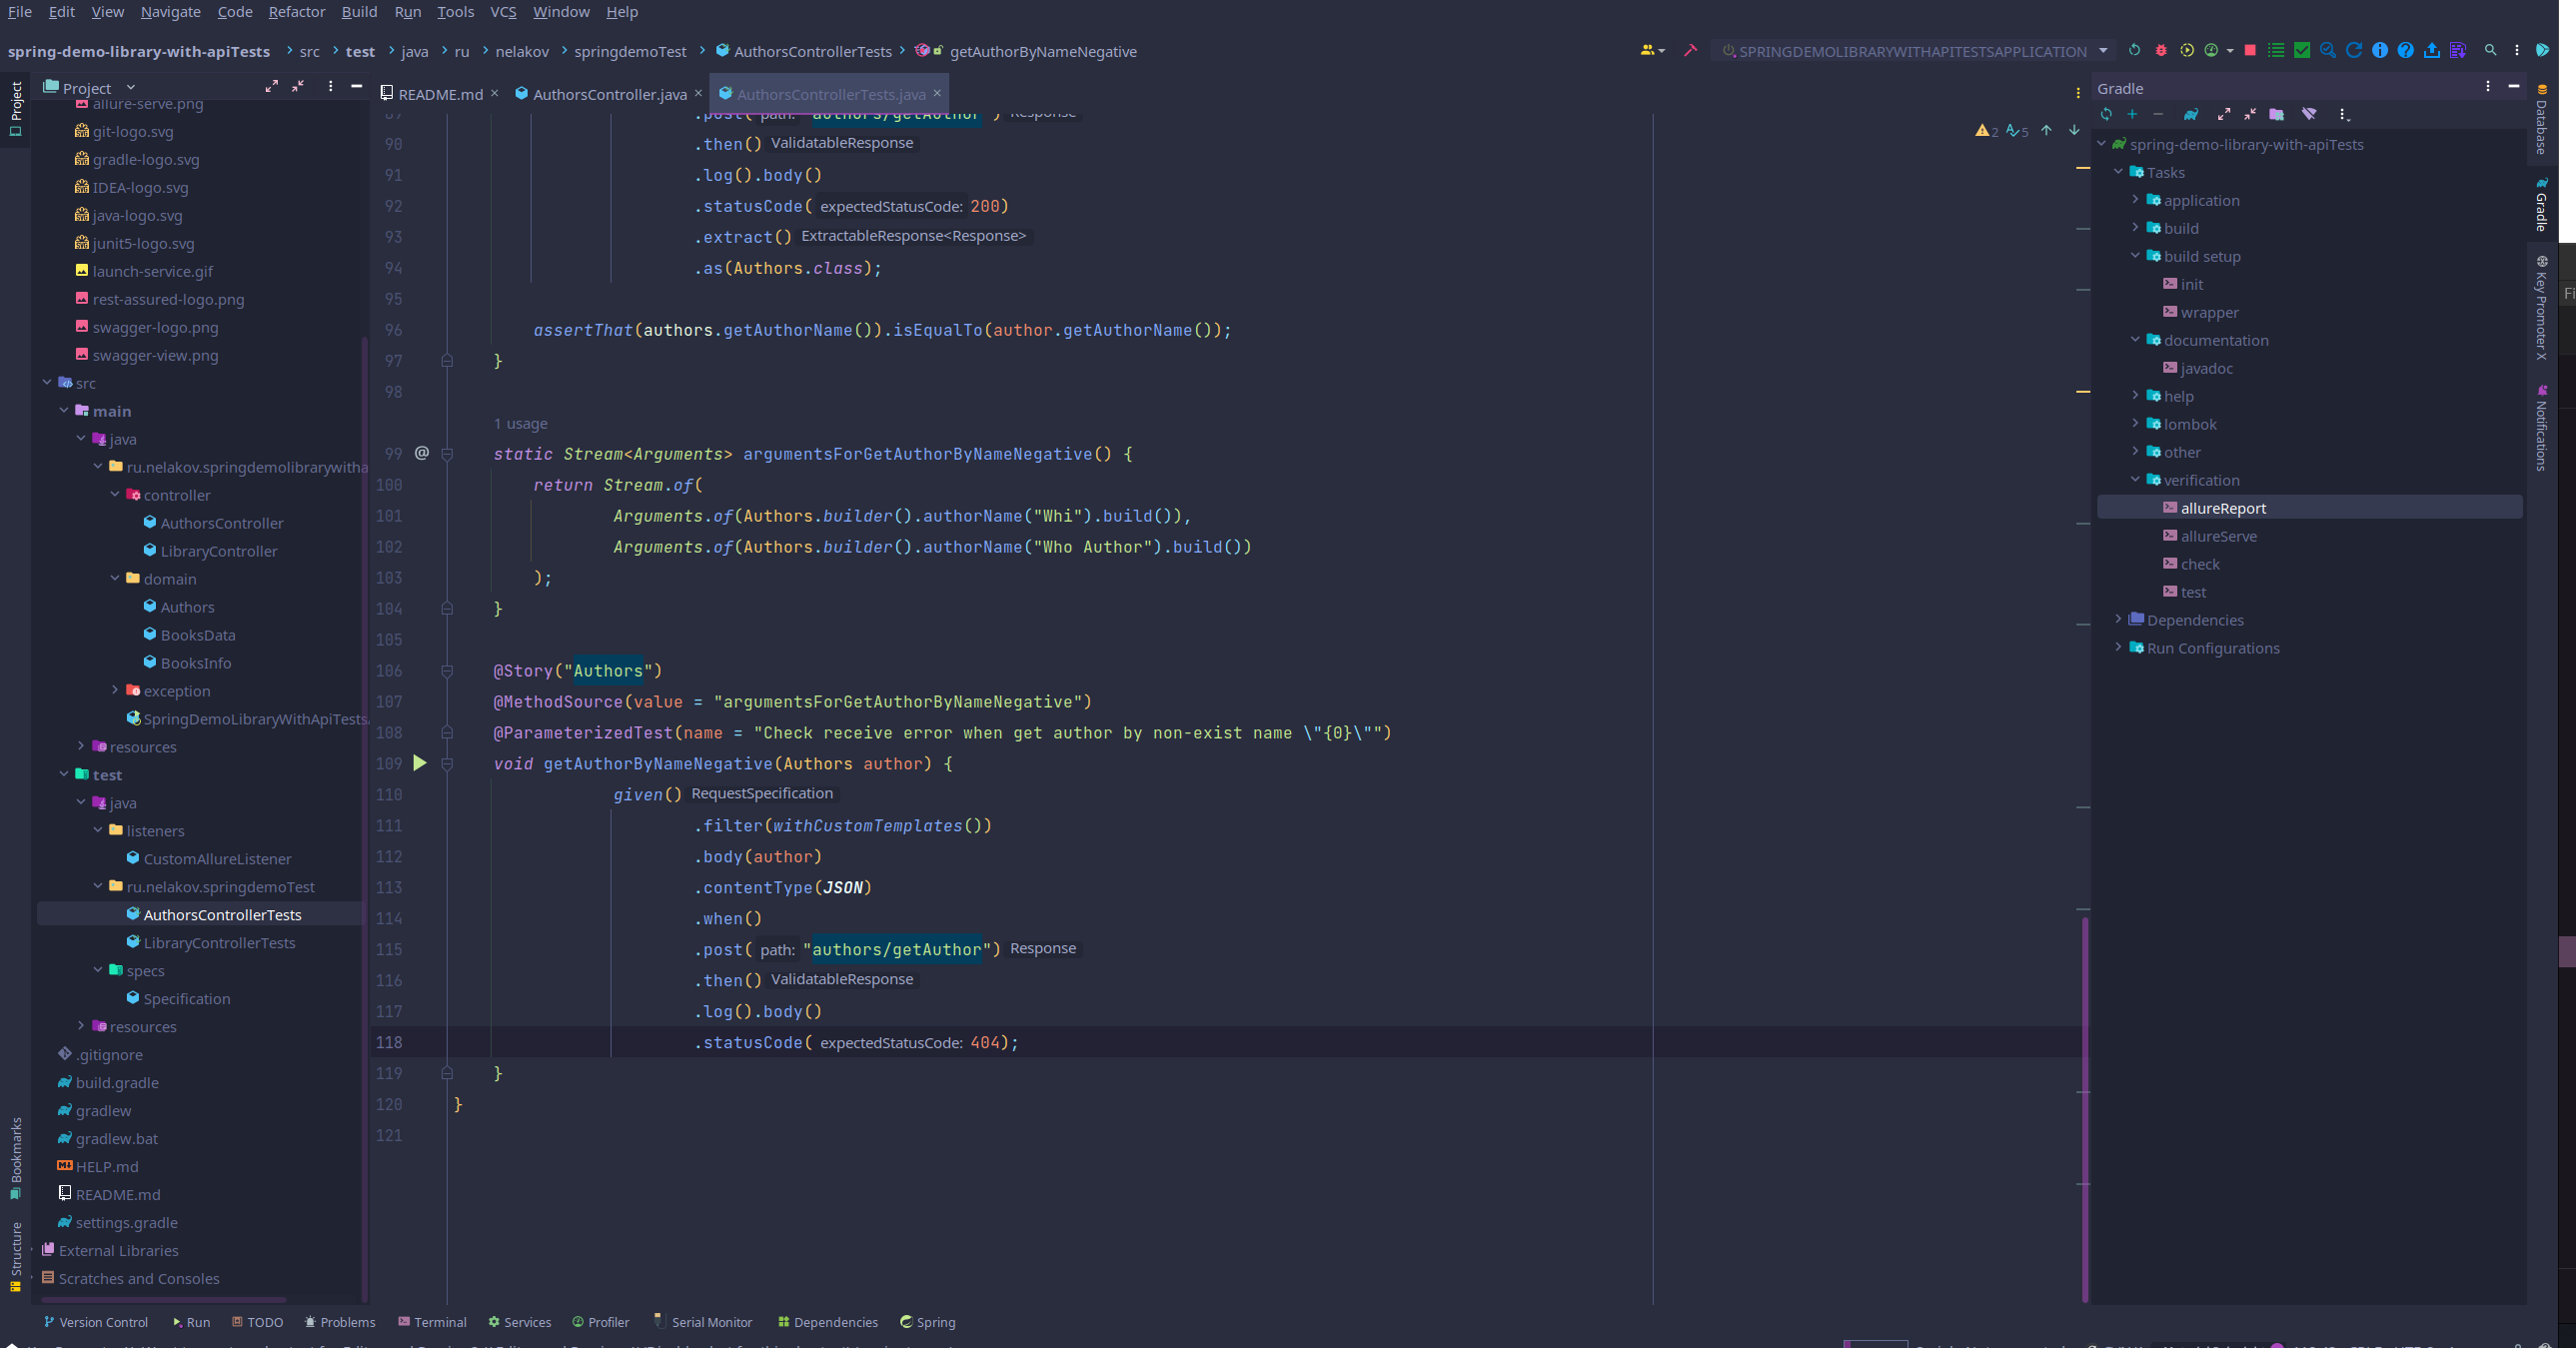 File Edit View Navigate Code Refactor Build Run Tools VCS Window Help
spring-demo-library-with-apiTests src test java ru nelakov springdemoTest AuthorsControllerTests getAuthorByNameNegative
SPRINGDEMOLIBRARYWITHAPITESTSAPPLICATION
Project
Project
allure-serve.png
git-logo.svg
gradle-logo.svg
IDEA-logo.svg
java-logo.svg
junit5-logo.svg
launch-service.gif
rest-assured-logo.png
swagger-logo.png
swagger-view.png
src
main
java
ru.nelakov.springdemolibrarywitha
controller
AuthorsController
LibraryController
domain
Authors
BooksData
BooksInfo
exception
SpringDemoLibraryWithApiTests
resources
test
java
listeners
CustomAllureListener
ru.nelakov.springdemoTest
AuthorsControllerTests
LibraryControllerTests
specs
Specification
resources
.gitignore
build.gradle
gradlew
gradlew.bat
HELP.md
README.md
settings.gradle
External Libraries
Scratches and Consoles
Bookmarks
Structure
README.md AuthorsController.java AuthorsControllerTests.java
2 5
89 .post( path: "authors/getAuthor") Response
90 .then() ValidatableResponse
91 .log().body()
92 .statusCode( expectedStatusCode: 200)
93 .extract() ExtractableResponse<Response>
94 .as(Authors.class);
95
96 assertThat(authors.getAuthorName()).isEqualTo(author.getAuthorName());
97 }
98
1 usage
99 @ static Stream<Arguments> argumentsForGetAuthorByNameNegative() {
100 return Stream.of(
101 Arguments.of(Authors.builder().authorName("Whi").build()),
102 Arguments.of(Authors.builder().authorName("Who Author").build())
103 );
104 }
105
106 @Story("Authors")
107 @MethodSource(value = "argumentsForGetAuthorByNameNegative")
108 @ParameterizedTest(name = "Check receive error when get author by non-exist name \"{0}\"")
109 void getAuthorByNameNegative(Authors author) {
110 given() RequestSpecification
111 .filter(withCustomTemplates())
112 .body(author)
113 .contentType(JSON)
114 .when()
115 .post( path: "authors/getAuthor") Response
116 .then() ValidatableResponse
117 .log().body()
118 .statusCode( expectedStatusCode: 404);
119 }
120 }
121
Gradle
spring-demo-library-with-apiTests
Tasks
application
build
build setup
init
wrapper
documentation
javadoc
help
lombok
other
verification
allureReport
allureServe
check
test
Dependencies
Run Configurations
Database
Gradle
Key Promoter X
Notifications
Fi
Version Control Run TODO Problems Terminal Services Profiler Serial Monitor Dependencies Spring